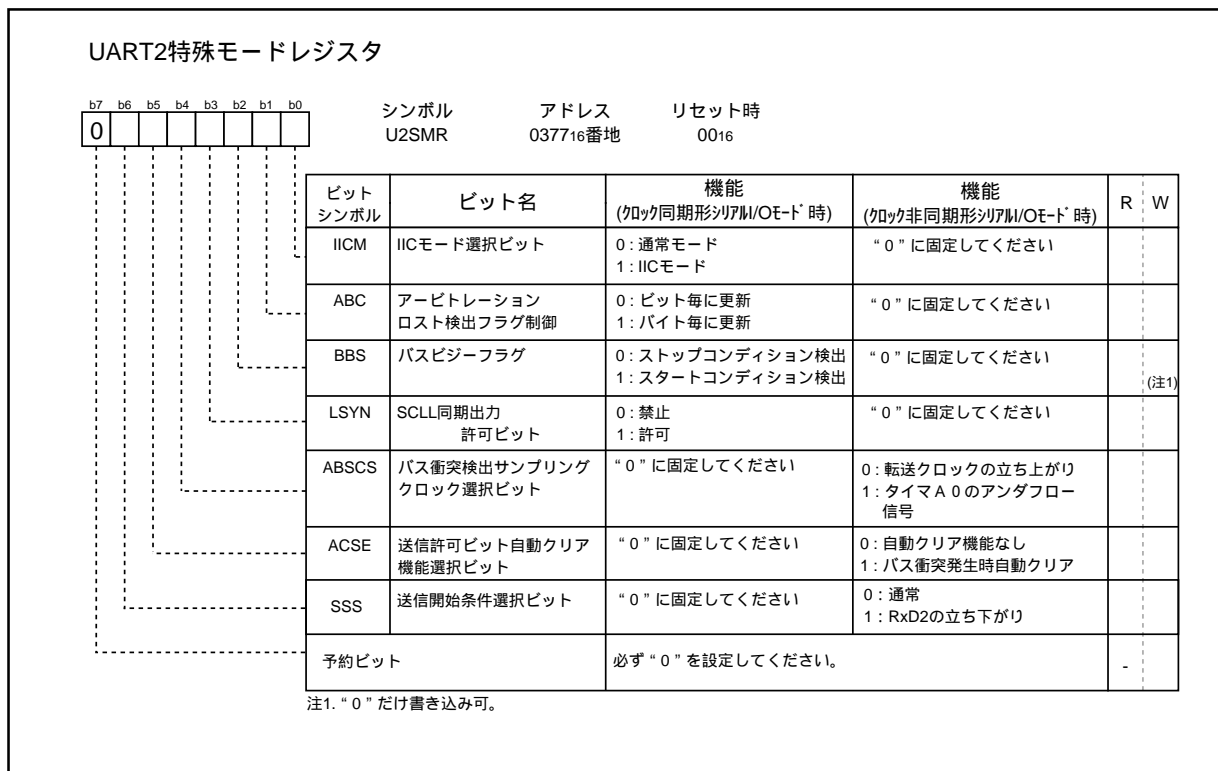 UART2特殊モードレジスタ
b7 b6 b5 b4 b3 b2 b1 b0
0
シンボル アドレス リセット時
U2SMR 037716番地 0016
ビット
シンボル
ビット名
機能
(ｸﾛｯｸ同期形ｼﾘｱﾙI/Oﾓｰﾄﾞ時)
機能
(ｸﾛｯｸ非同期形ｼﾘｱﾙI/Oﾓｰﾄﾞ時)
R W
IICM IICモード選択ビット 0 : 通常モード “０”に固定してください
1 : IICモード
ABC アービトレーション 0 : ビット毎に更新 “０”に固定してください
ロスト検出フラグ制御 1 : バイト毎に更新
BBS バスビジーフラグ 0 : ストップコンディション検出 “０”に固定してください
1 : スタートコンディション検出
(注1)
LSYN SCLL同期出力 0 : 禁止 “０”に固定してください
許可ビット 1 : 許可
ABSCS バス衝突検出サンプリング “０”に固定してください 0 : 転送クロックの立ち上がり
クロック選択ビット 1 : タイマＡ０のアンダフロー
信号
ACSE 送信許可ビット自動クリア “０”に固定してください 0 : 自動クリア機能なし
機能選択ビット 1 : バス衝突発生時自動クリア
SSS 送信開始条件選択ビット “０”に固定してください 0 : 通常
1 : RxD2の立ち下がり
予約ビット 必ず“０”を設定してください。 -
注1. “０”だけ書き込み可。